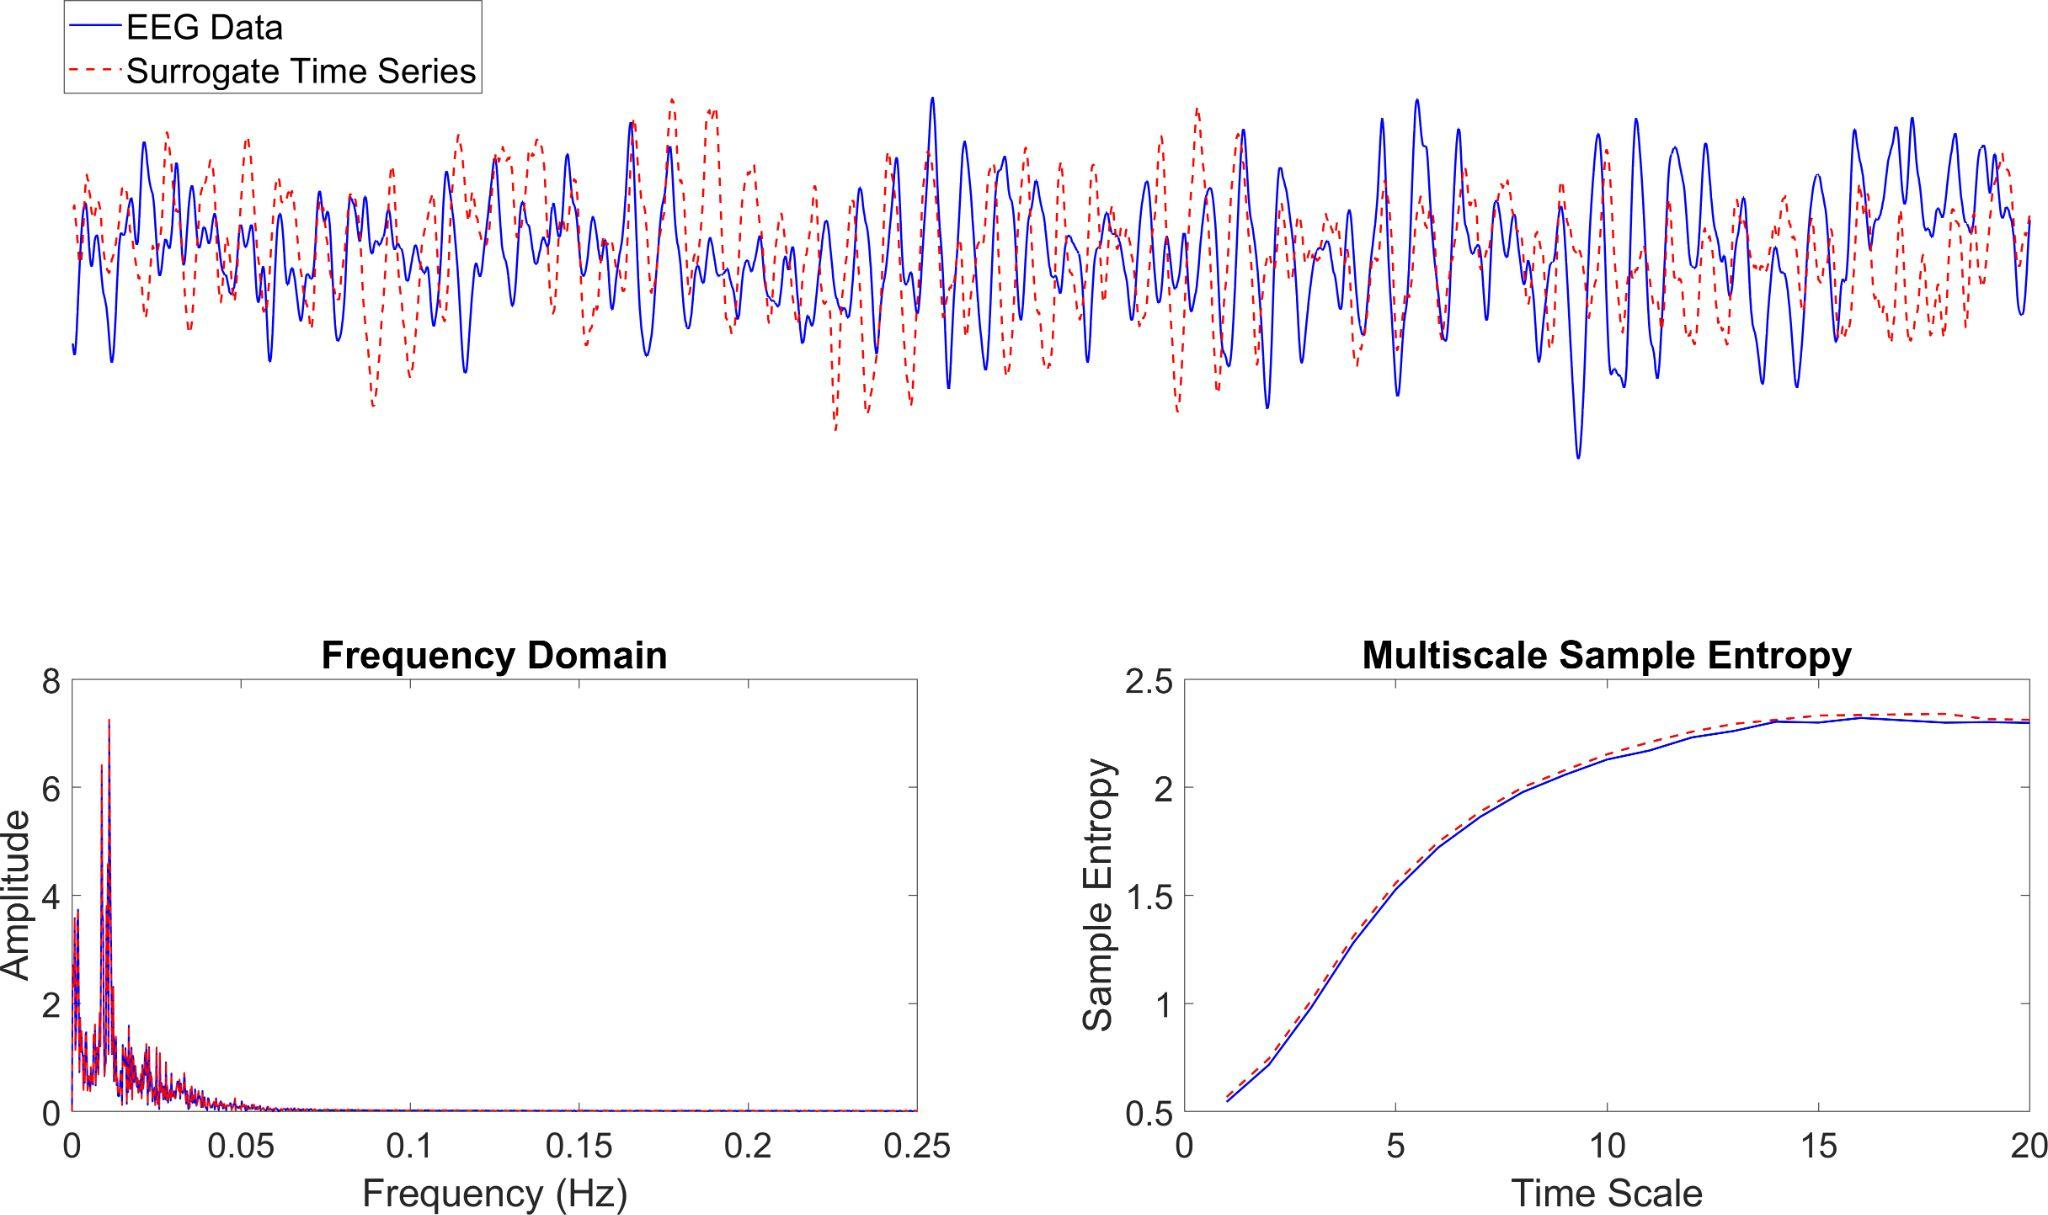 EEG Data
Surrogate Time Series
Frequency Domain
8
6
4
2
0
Amplitude
0 0.05 0.1 0.15 0.2 0.25
Frequency (Hz)
Multiscale Sample Entropy
2.5
2
1.5
1
0.5
Sample Entropy
0 5 10 15 20
Time Scale